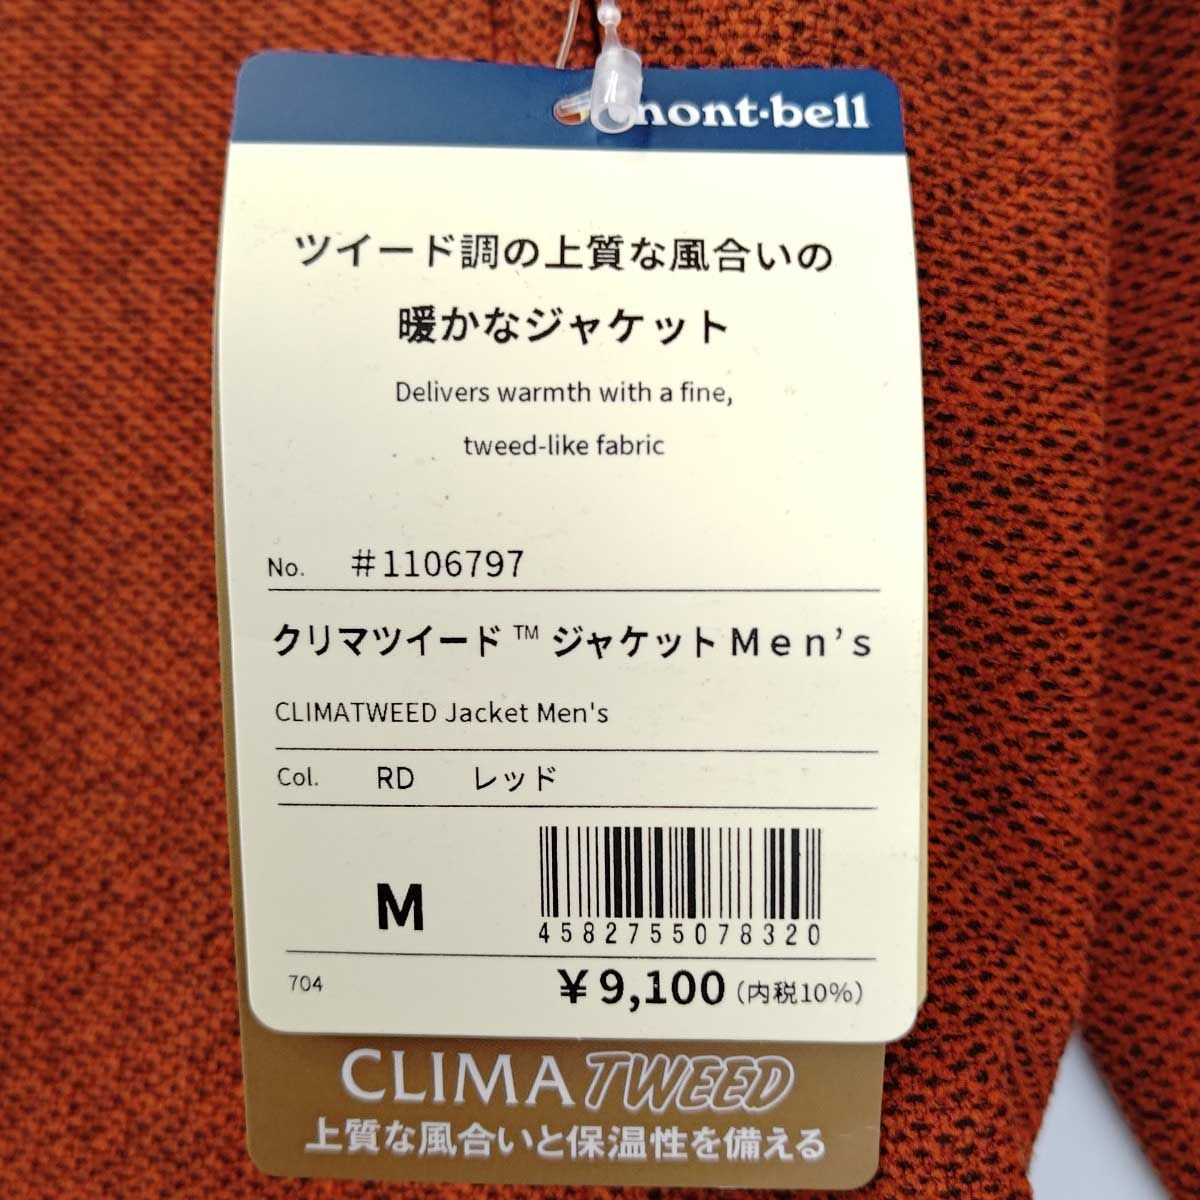 mont-bell
ツイード調の上質な風合いの
暖かなジャケット
Delivers warmth with a fine,
tweed-like fabric
No. #1106797
クリマツイード™ ジャケット Men's
CLIMATWEED Jacket Men's
Col. RD レッド
M
4582755078320
704 ￥9,100 (内税10%)
CLIMATWEED
上質な風合いと保温性を備える